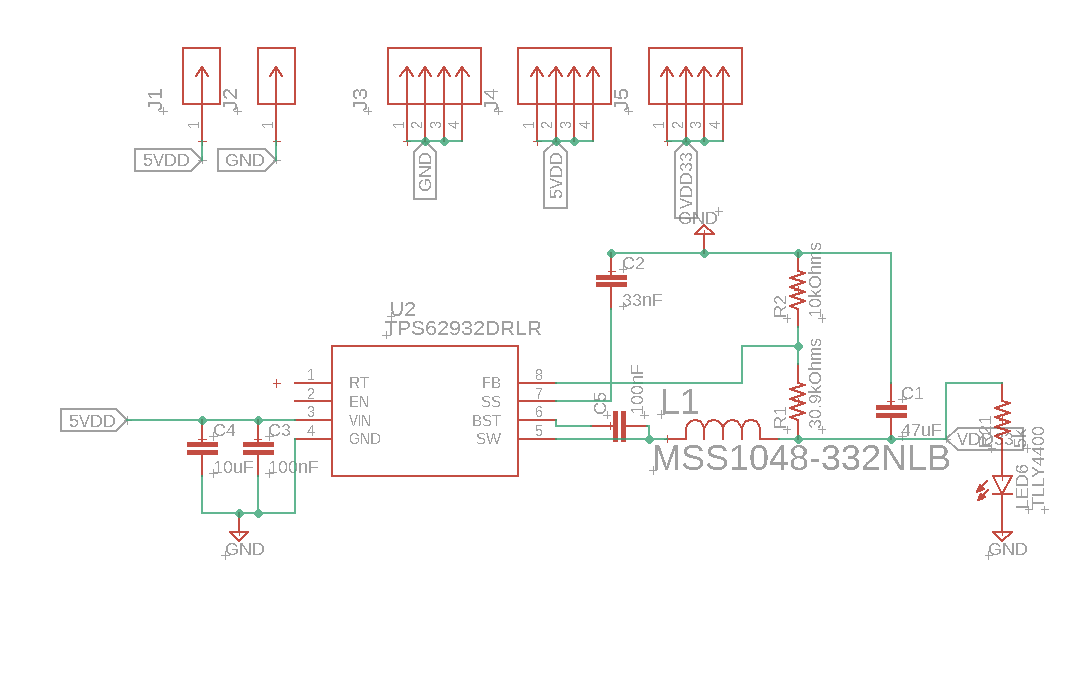 J1
J2
J3
J4
J5
1
1
1 2 3 4
1 2 3 4
1 2 3 4
5VDD
GND
GND
5VDD
VDD33
GND
C2
33nF
R2
10kOhms
U2
TPS62932DRLR
1 RT FB 8
2 EN SS 7
3 VIN BST 6
4 GND SW 5
5VDD
C4
10uF
C3
100nF
GND
C5
100nF
L1
MSS1048-332NLB
R1
30.9kOhms
C1
47uF
VDD33
5k
LED6
TLLY4400
GND